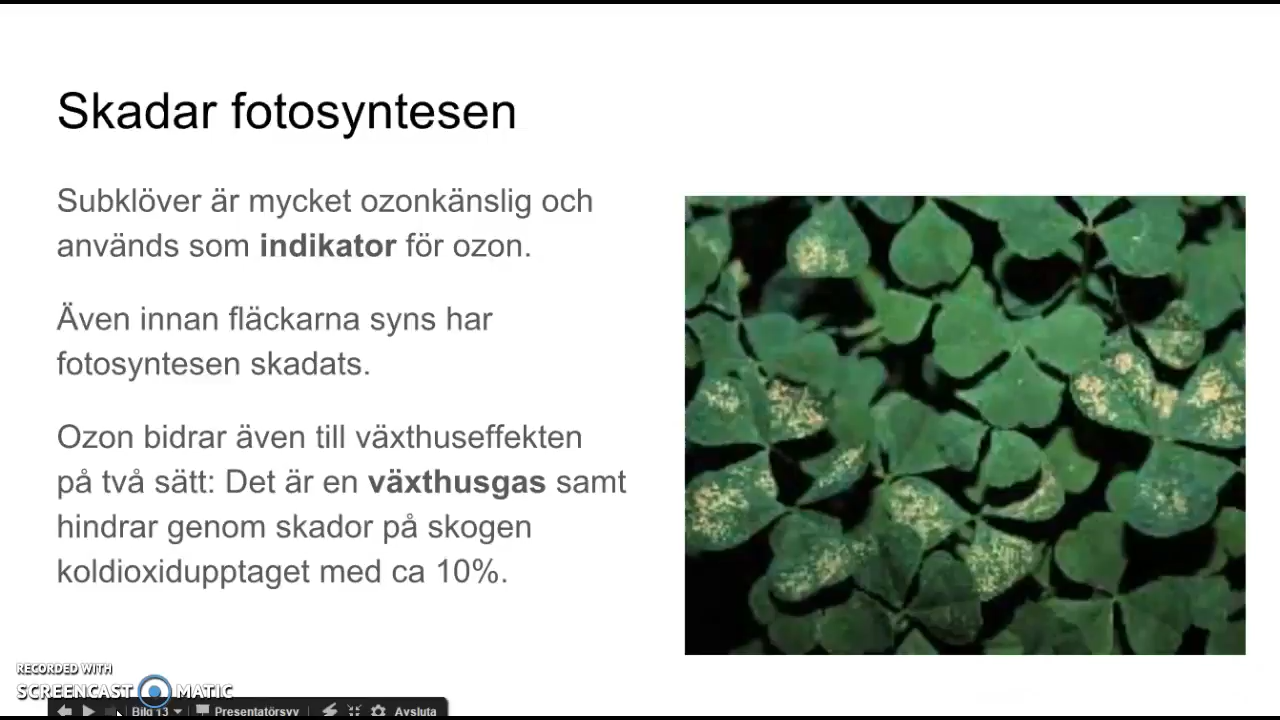 Skadar fotosyntesen
Subklöver är mycket ozonkänslig och
används som indikator för ozon.
Även innan fläckarna syns har
fotosyntesen skadats.
Ozon bidrar även till växthuseffekten
på två sätt: Det är en växthusgas samt
hindrar genom skador på skogen
koldioxidupptaget med ca 10%.
RECORDED WITH
SCREENCAST MATIC
Bild 13 Presentatörsvy Avsluta